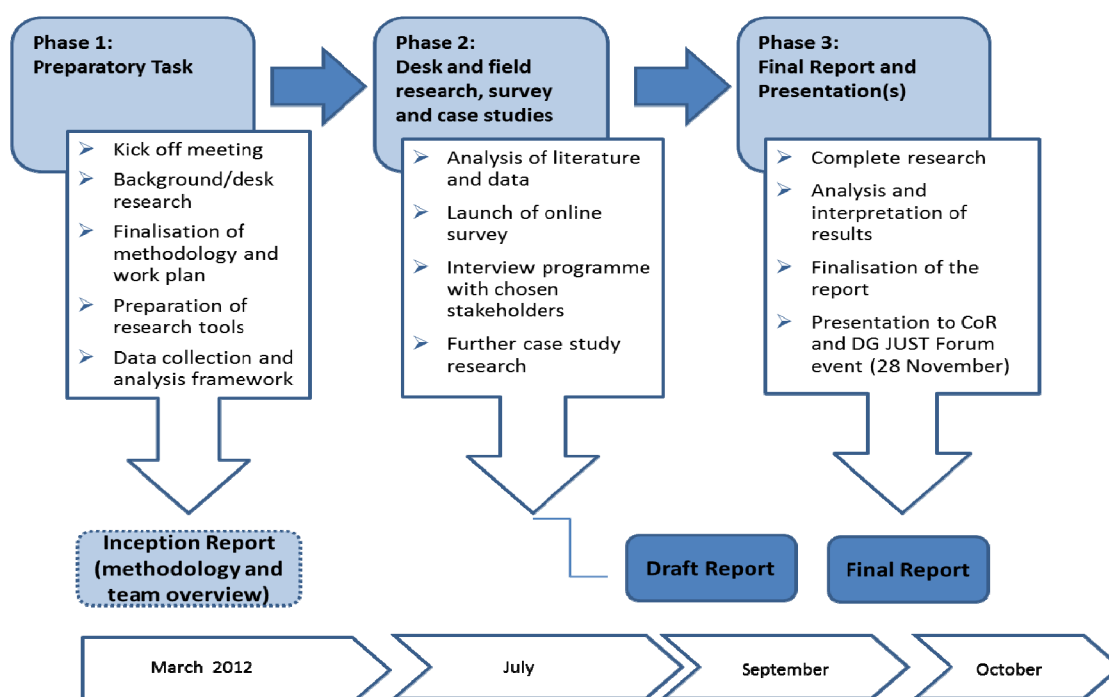 Phase 1:
Preparatory Task
Kick off meeting
Background/desk
research
Finalisation of
methodology and
work plan
Preparation of
research tools
Data collection and
analysis framework
Phase 2:
Desk and field
research, survey
and case studies
Analysis of literature
and data
Launch of online
survey
Interview programme
with chosen
stakeholders
Further case study
research
Phase 3:
Final Report and
Presentation(s)
Complete research
Analysis and
interpretation of
results
Finalisation of the
report
Presentation to CoR
and DG JUST Forum
event (28 November)
Inception Report
(methodology and
team overview)
Draft Report
Final Report
March 2012
July
September
October